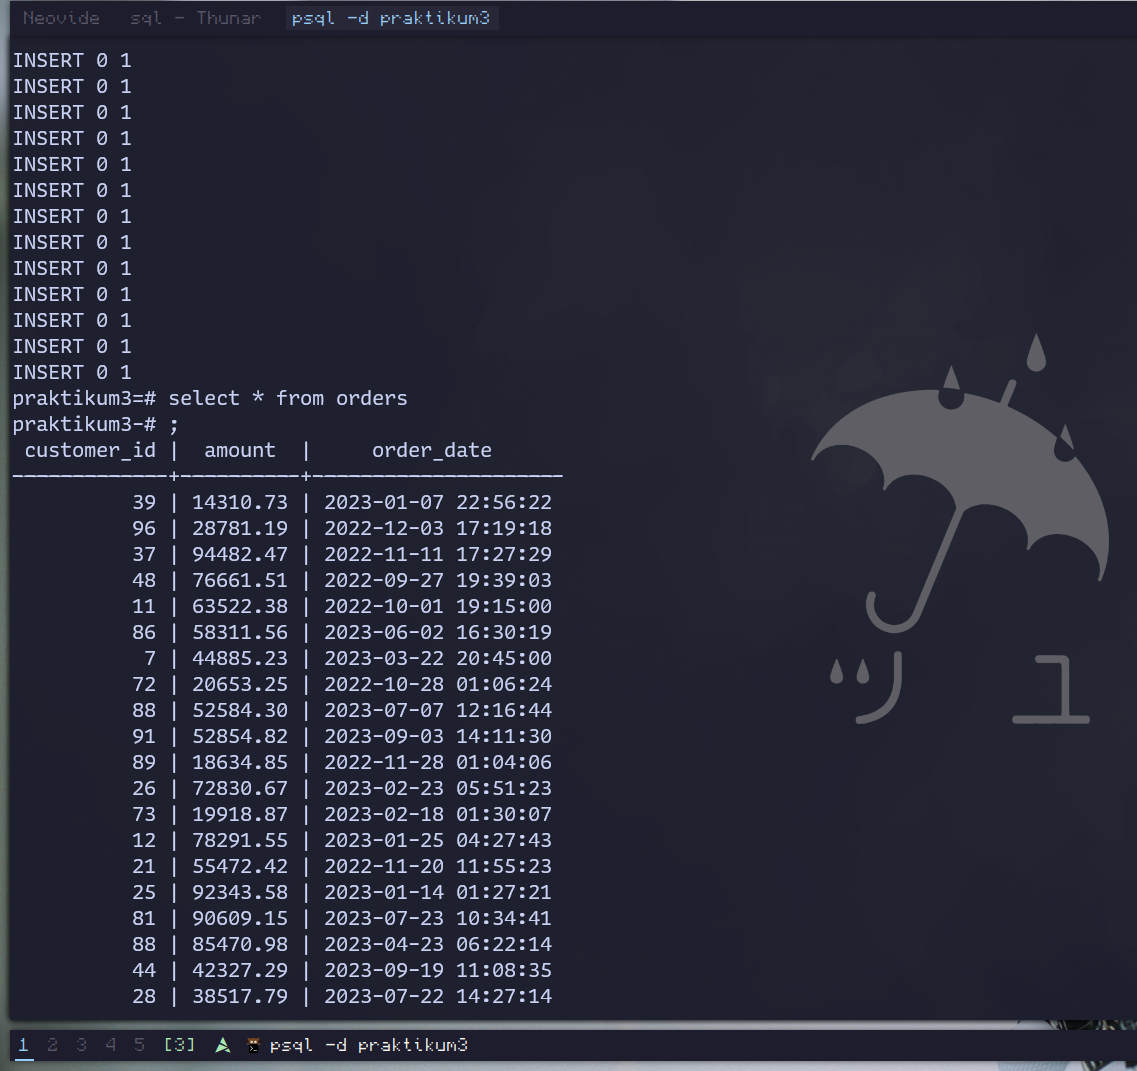 Neovide sql - Thunar psql -d praktikum3
INSERT 0 1
INSERT 0 1
INSERT 0 1
INSERT 0 1
INSERT 0 1
INSERT 0 1
INSERT 0 1
INSERT 0 1
INSERT 0 1
INSERT 0 1
INSERT 0 1
INSERT 0 1
INSERT 0 1
praktikum3=# select * from orders
praktikum3-# ;
 customer_id |  amount  |     order_date
-------------+----------+---------------------
          39 | 14310.73 | 2023-01-07 22:56:22
          96 | 28781.19 | 2022-12-03 17:19:18
          37 | 94482.47 | 2022-11-11 17:27:29
          48 | 76661.51 | 2022-09-27 19:39:03
          11 | 63522.38 | 2022-10-01 19:15:00
          86 | 58311.56 | 2023-06-02 16:30:19
           7 | 44885.23 | 2023-03-22 20:45:00
          72 | 20653.25 | 2022-10-28 01:06:24
          88 | 52584.30 | 2023-07-07 12:16:44
          91 | 52854.82 | 2023-09-03 14:11:30
          89 | 18634.85 | 2022-11-28 01:04:06
          26 | 72830.67 | 2023-02-23 05:51:23
          73 | 19918.87 | 2023-02-18 01:30:07
          12 | 78291.55 | 2023-01-25 04:27:43
          21 | 55472.42 | 2022-11-20 11:55:23
          25 | 92343.58 | 2023-01-14 01:27:21
          81 | 90609.15 | 2023-07-23 10:34:41
          88 | 85470.98 | 2023-04-23 06:22:14
          44 | 42327.29 | 2023-09-19 11:08:35
          28 | 38517.79 | 2023-07-22 14:27:14
ツ ユ
1 2 3 4 5 [3] psql -d praktikum3